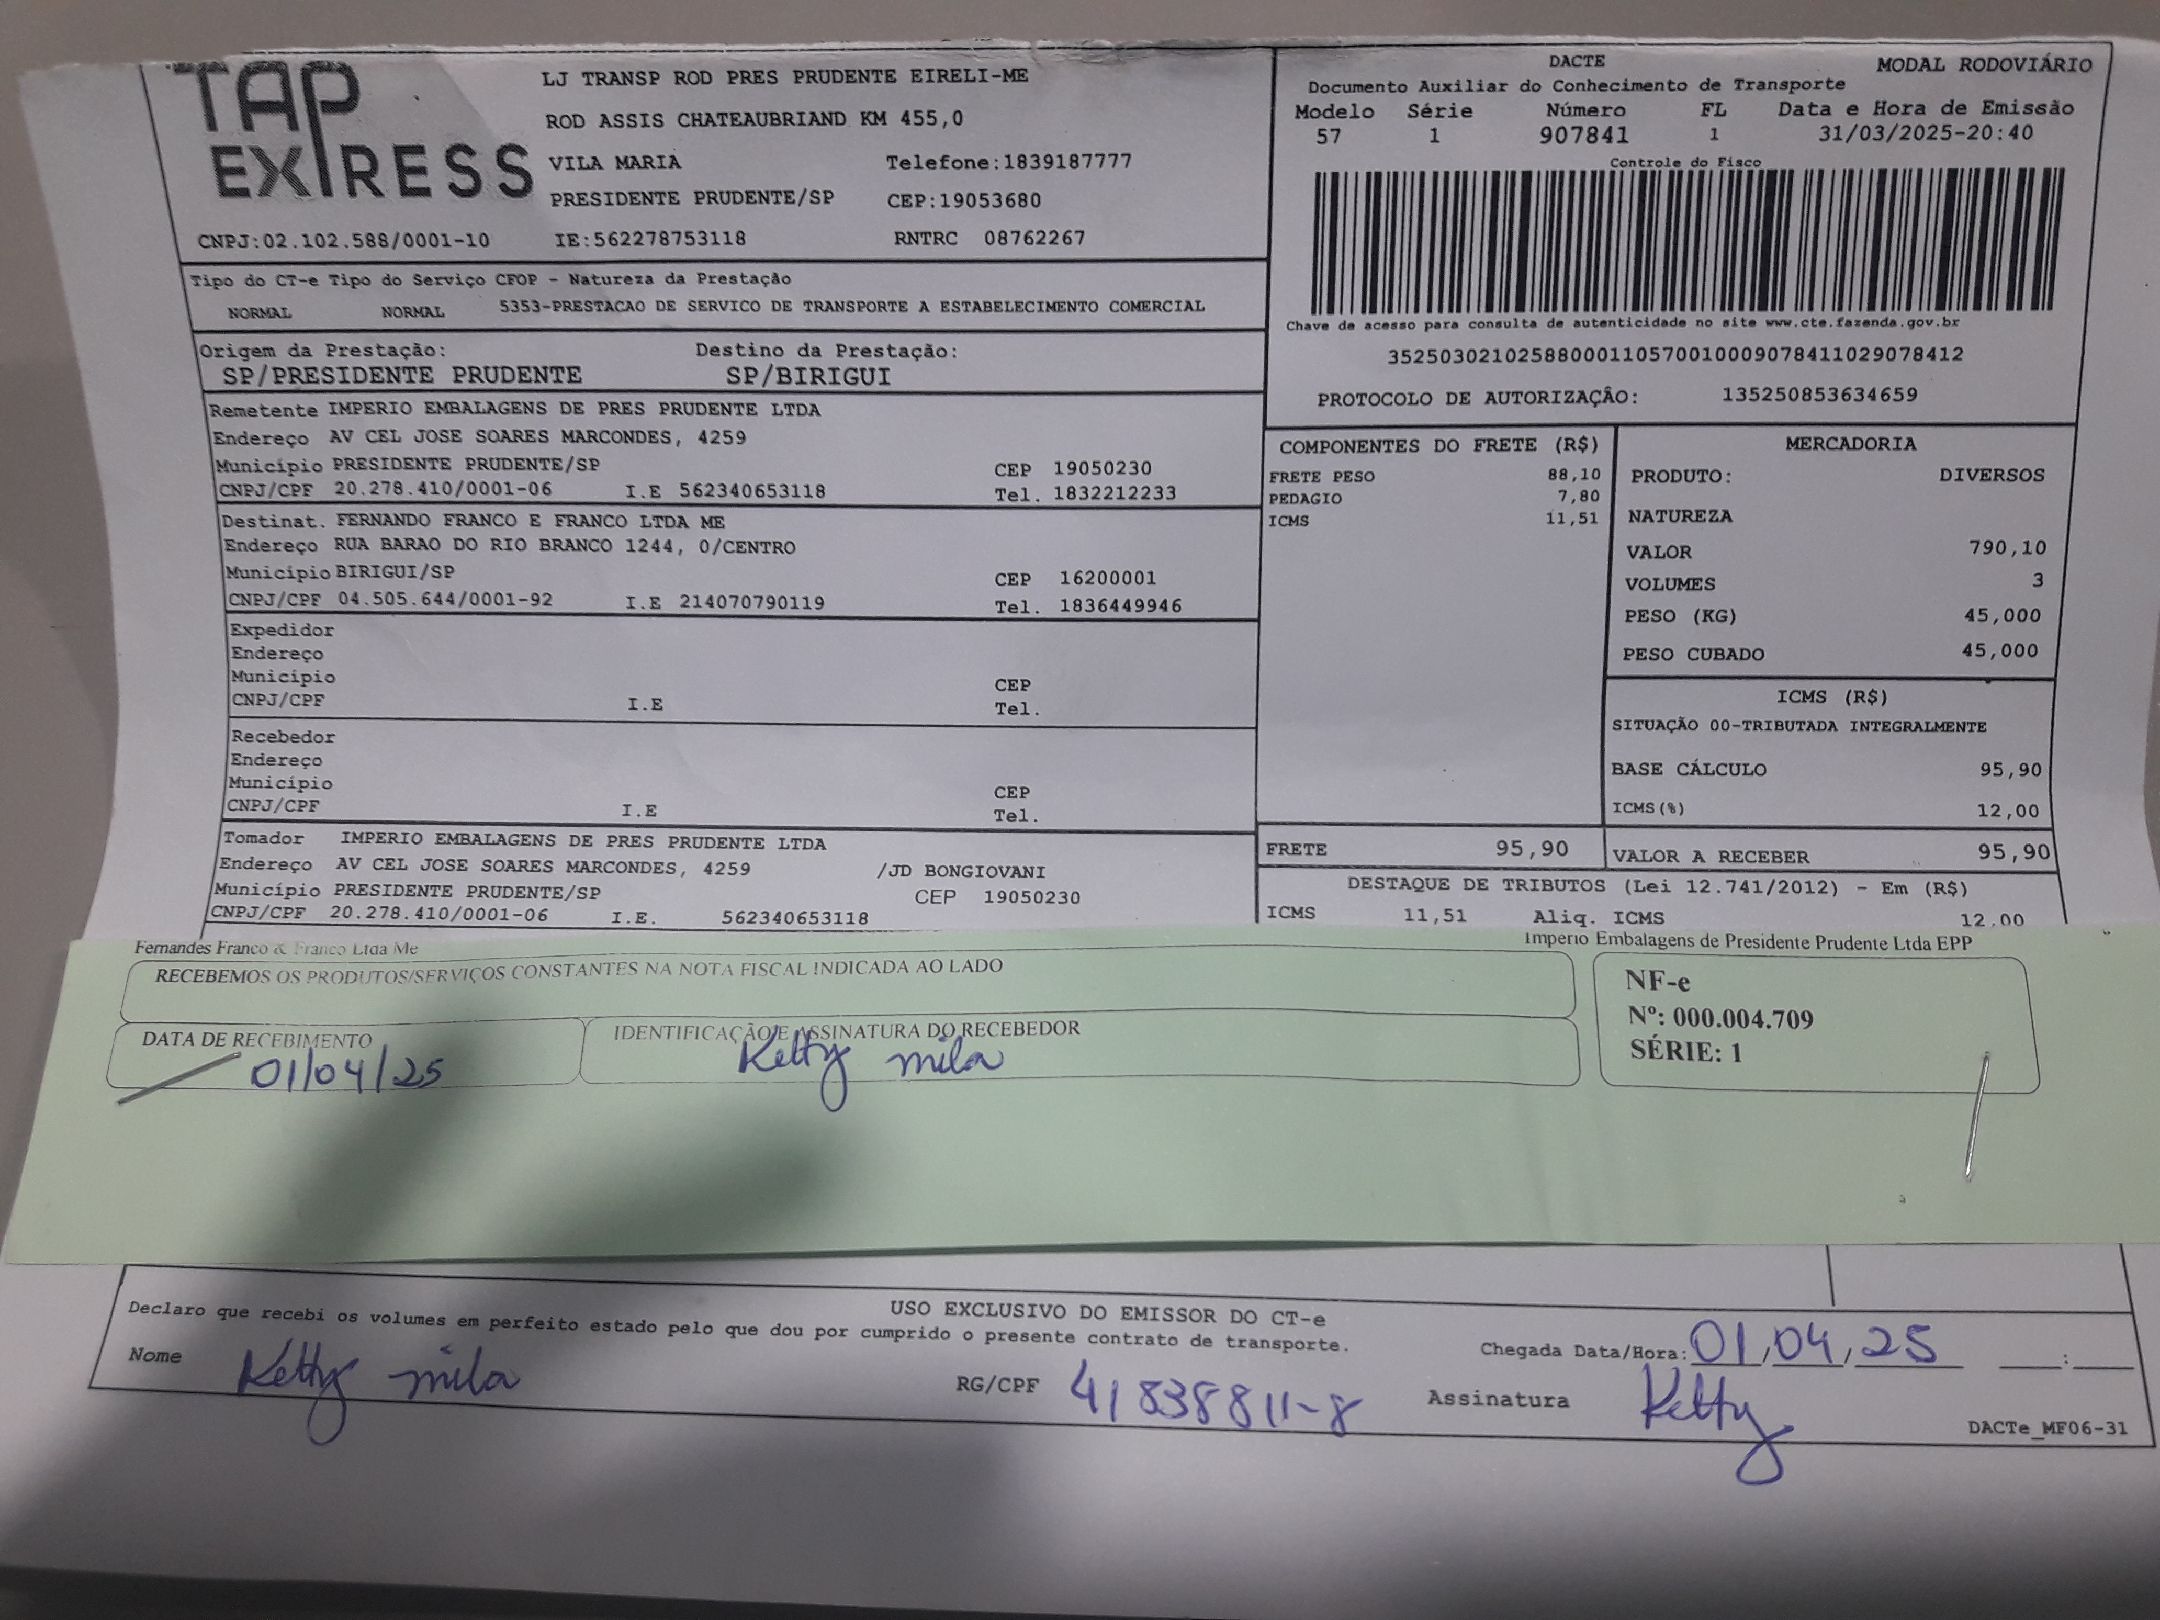 TAP EXPRESS
LJ TRANSP ROD PRES PRUDENTE EIRELI-ME
ROD ASSIS CHATEAUBRIAND KM 455,0
VILA MARIA Telefone:1839187777
PRESIDENTE PRUDENTE/SP CEP:19053680
CNPJ:02.102.588/0001-10 IE:562278753118 RNTRC 08762267
DACTE MODAL RODOVIÁRIO
Documento Auxiliar do Conhecimento de Transporte
Modelo Série Número FL Data e Hora de Emissão
57 1 907841 1 31/03/2025-20:40
Controle do Fisco
Chave de acesso para consulta de autenticidade no site www.cte.fazenda.gov.br
35250302102588000110570010009078411029078412
PROTOCOLO DE AUTORIZAÇÂO: 135250853634659
Tipo do CT-e Tipo do Serviço CFOP - Natureza da Prestação
NORMAL NORMAL 5353-PRESTACAO DE SERVICO DE TRANSPORTE A ESTABELECIMENTO COMERCIAL
Origem da Prestação: Destino da Prestação:
SP/PRESIDENTE PRUDENTE SP/BIRIGUI
Remetente IMPERIO EMBALAGENS DE PRES PRUDENTE LTDA
Endereço AV CEL JOSE SOARES MARCONDES, 4259
Município PRESIDENTE PRUDENTE/SP CEP 19050230
CNPJ/CPF 20.278.410/0001-06 I.E 562340653118 Tel. 1832212233
Destinat. FERNANDO FRANCO E FRANCO LTDA ME
Endereço RUA BARAO DO RIO BRANCO 1244, 0/CENTRO
Município BIRIGUI/SP CEP 16200001
CNPJ/CPF 04.505.644/0001-92 I.E 214070790119 Tel. 1836449946
Expedidor
Endereço
Município CEP
CNPJ/CPF I.E Tel.
Recebedor
Endereço
Município CEP
CNPJ/CPF I.E Tel.
Tomador IMPERIO EMBALAGENS DE PRES PRUDENTE LTDA
Endereço AV CEL JOSE SOARES MARCONDES, 4259 /JD BONGIOVANI
Município PRESIDENTE PRUDENTE/SP CEP 19050230
CNPJ/CPF 20.278.410/0001-06 I.E. 562340653118
COMPONENTES DO FRETE (R$)
FRETE PESO 88,10
PEDAGIO 7,80
ICMS 11,51
FRETE 95,90
MERCADORIA
PRODUTO: DIVERSOS
NATUREZA
VALOR 790,10
VOLUMES 3
PESO (KG) 45,000
PESO CUBADO 45,000
ICMS (R$)
SITUAÇÃO 00-TRIBUTADA INTEGRALMENTE
BASE CÁLCULO 95,90
ICMS(%) 12,00
VALOR A RECEBER 95,90
DESTAQUE DE TRIBUTOS (Lei 12.741/2012) - Em (R$)
ICMS 11,51 Aliq. ICMS 12,00
Fernandes Franco & Franco Ltda Me Imperio Embalagens de Presidente Prudente Ltda EPP
RECEBEMOS OS PRODUTOS/SERVIÇOS CONSTANTES NA NOTA FISCAL INDICADA AO LADO
DATA DE RECEBIMENTO IDENTIFICAÇÃO E ASSINATURA DO RECEBEDOR
01/04/25 Ketty mila
NF-e
Nº: 000.004.709
SÉRIE: 1
USO EXCLUSIVO DO EMISSOR DO CT-e
Declaro que recebi os volumes em perfeito estado pelo que dou por cumprido o presente contrato de transporte.
Chegada Data/Hora: 01/04/25 __:__
Nome Ketty mila RG/CPF 41838811-8 Assinatura Ketty
DACTe_MF06-31